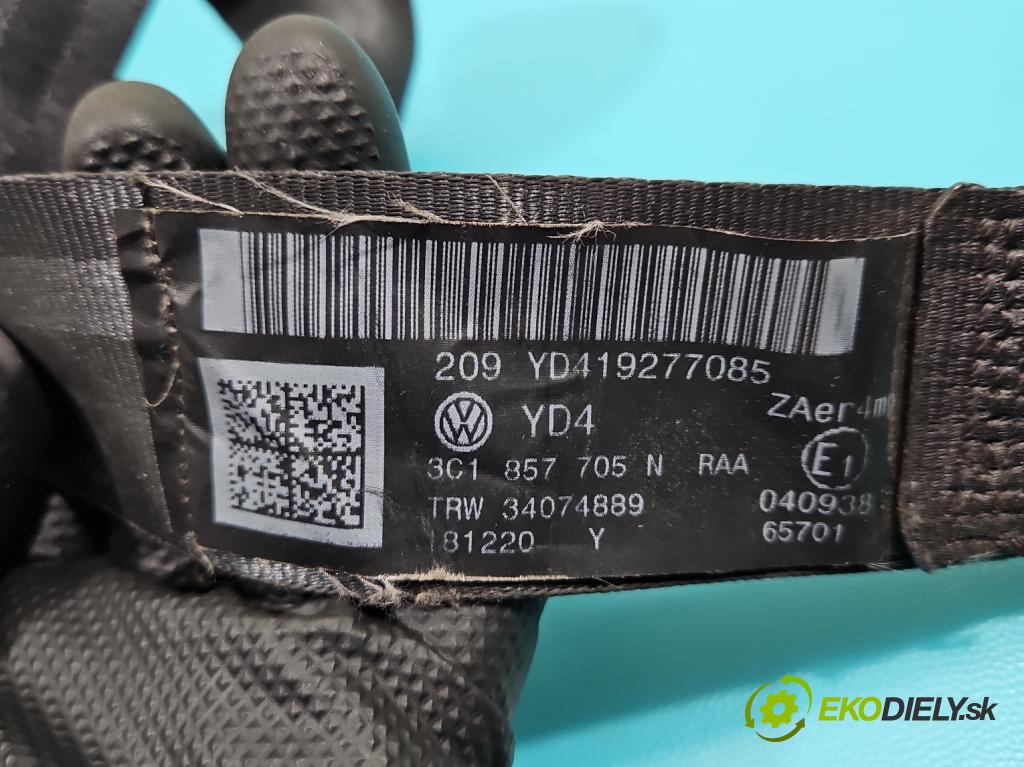 209 YD419277085
YD4
ZAer4m
3C1 857 705 N RAA
E1
TRW 34074889
040938
181220 Y
65701
EKODIELY.sk